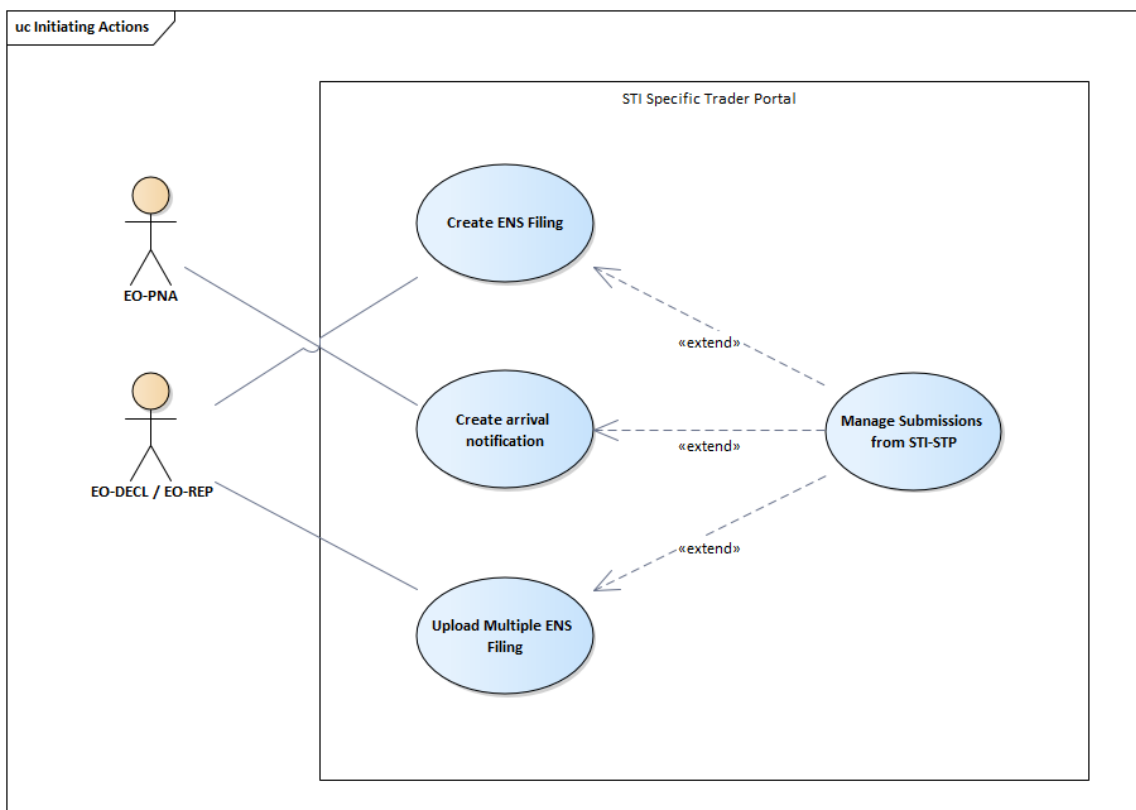 uc Initiating Actions
STI Specific Trader Portal
Create ENS Filing
EO-PNA
«extend»
Create arrival
notification
Manage Submissions
from STI-STP
«extend»
EO-DECL / EO-REP
«extend»
Upload Multiple ENS
Filing